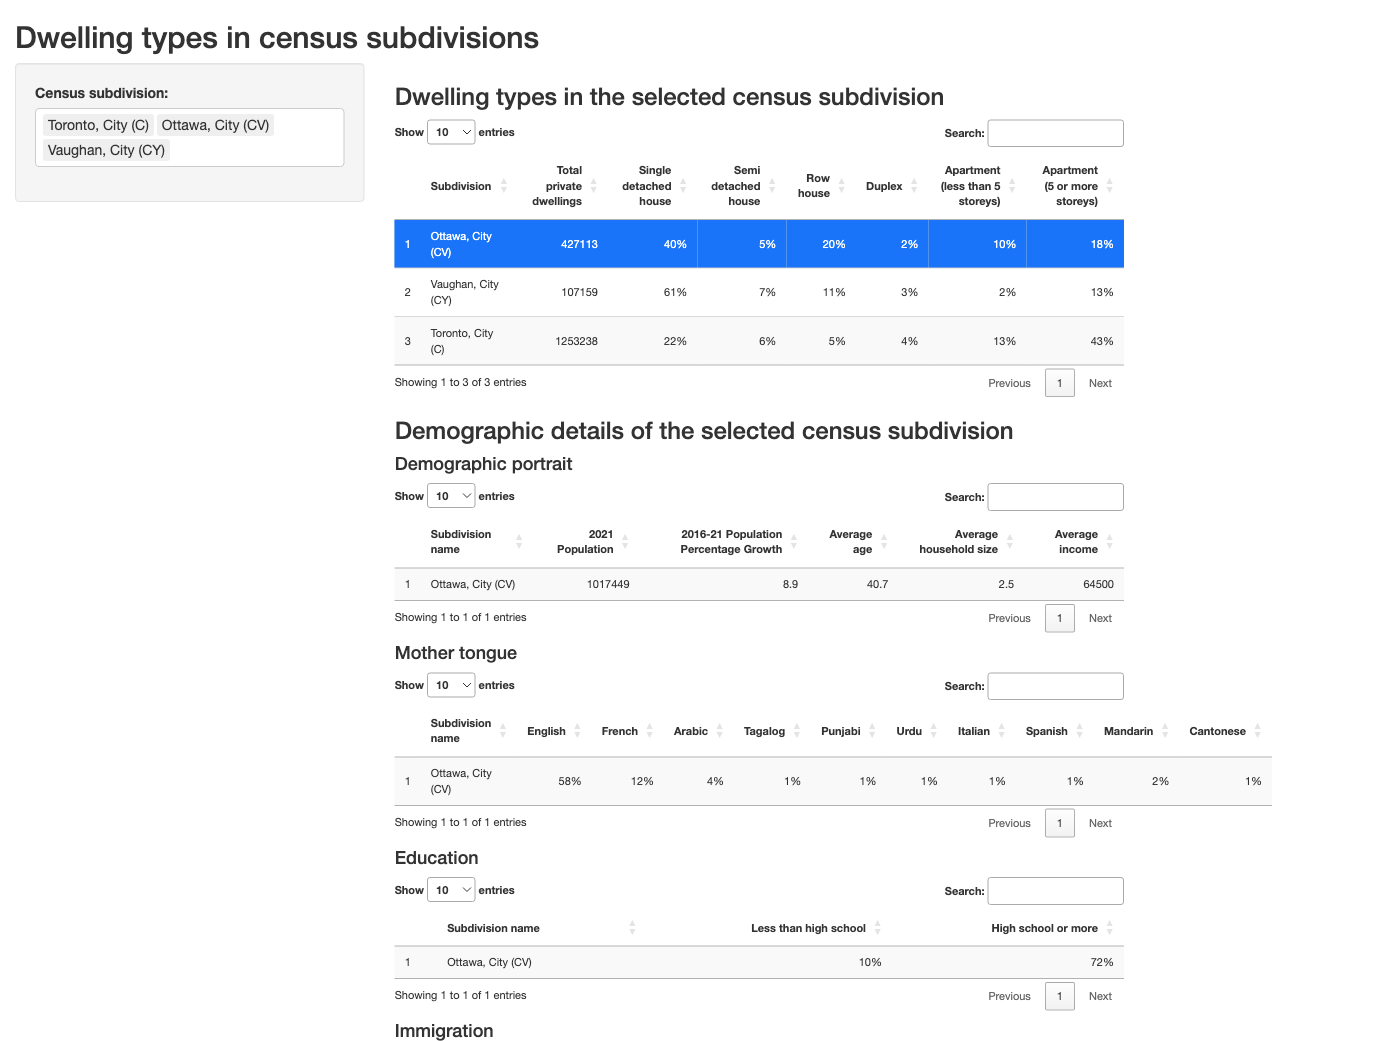 Dwelling types in census subdivisions
Census subdivision:
Toronto, City (C) Ottawa, City (CV)
Vaughan, City (CY)
Dwelling types in the selected census subdivision
Show 10 entries Search:
Subdivision Total private dwellings Single detached house Semi detached house Row house Duplex Apartment (less than 5 storeys) Apartment (5 or more storeys)
1 Ottawa, City (CV) 427113 40% 5% 20% 2% 10% 18%
2 Vaughan, City (CY) 107159 61% 7% 11% 3% 2% 13%
3 Toronto, City (C) 1253238 22% 6% 5% 4% 13% 43%
Showing 1 to 3 of 3 entries Previous 1 Next
Demographic details of the selected census subdivision
Demographic portrait
Show 10 entries Search:
Subdivision name 2021 Population 2016-21 Population Percentage Growth Average age Average household size Average income
1 Ottawa, City (CV) 1017449 8.9 40.7 2.5 64500
Showing 1 to 1 of 1 entries Previous 1 Next
Mother tongue
Show 10 entries Search:
Subdivision name English French Arabic Tagalog Punjabi Urdu Italian Spanish Mandarin Cantonese
1 Ottawa, City (CV) 58% 12% 4% 1% 1% 1% 1% 1% 2% 1%
Showing 1 to 1 of 1 entries Previous 1 Next
Education
Show 10 entries Search:
Subdivision name Less than high school High school or more
1 Ottawa, City (CV) 10% 72%
Showing 1 to 1 of 1 entries Previous 1 Next
Immigration